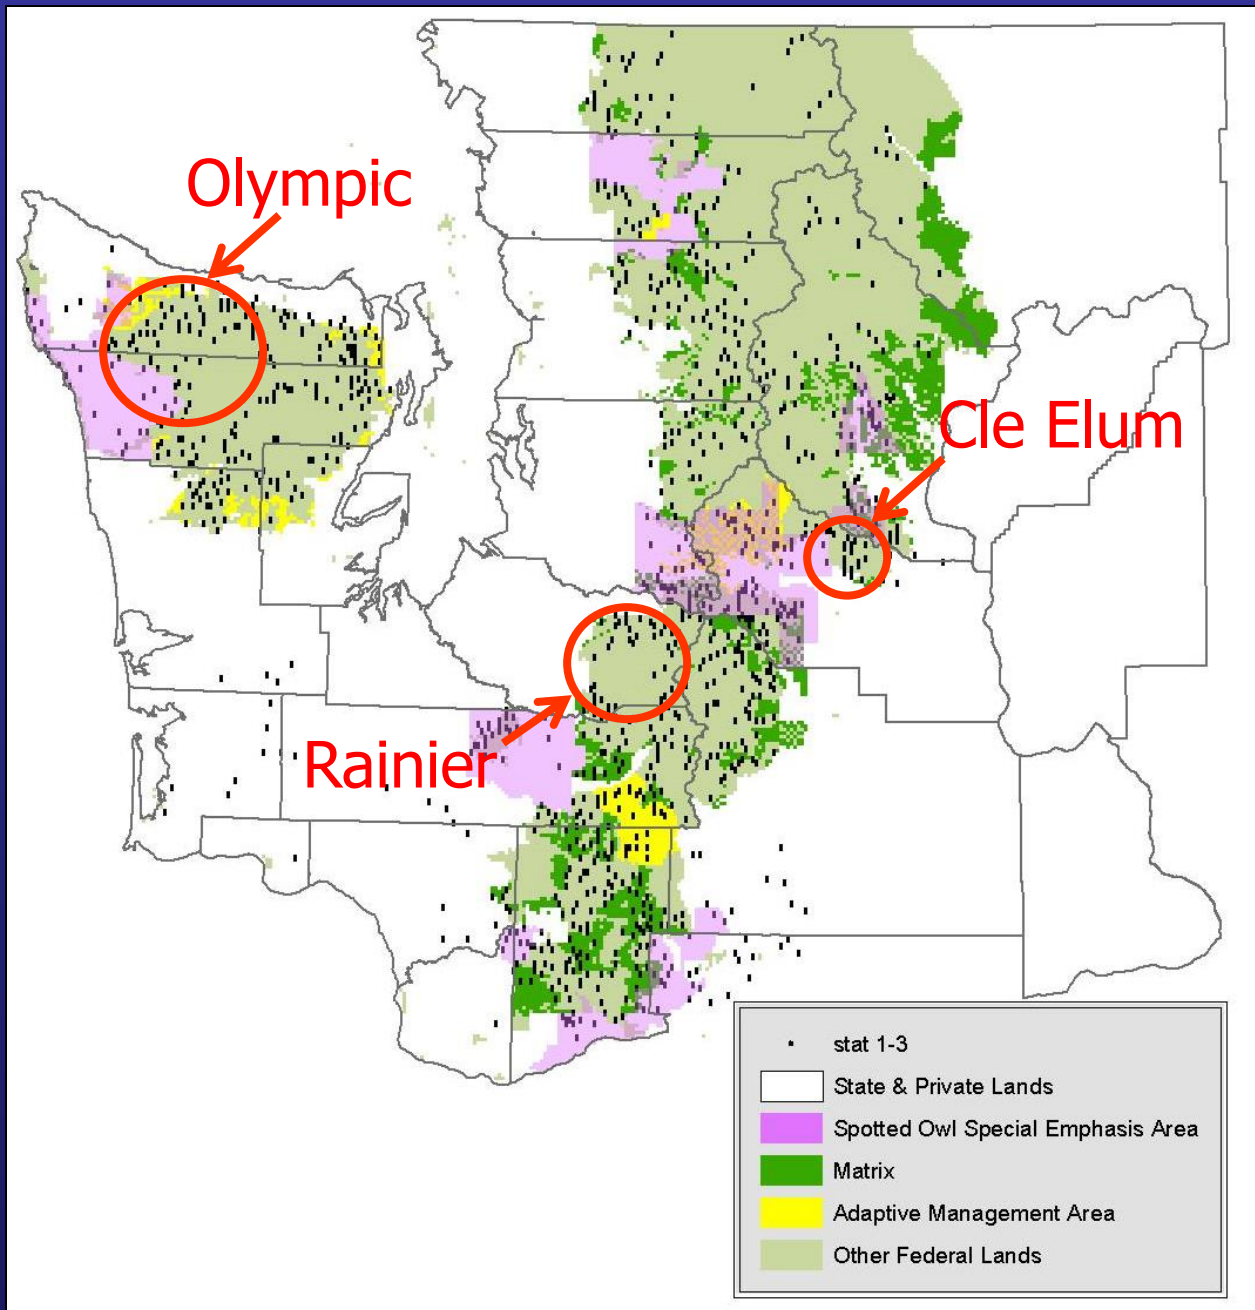 Olympic
Cle Elum
Rainier
stat 1-3
State & Private Lands
Spotted Owl Special Emphasis Area
Matrix
Adaptive Management Area
Other Federal Lands